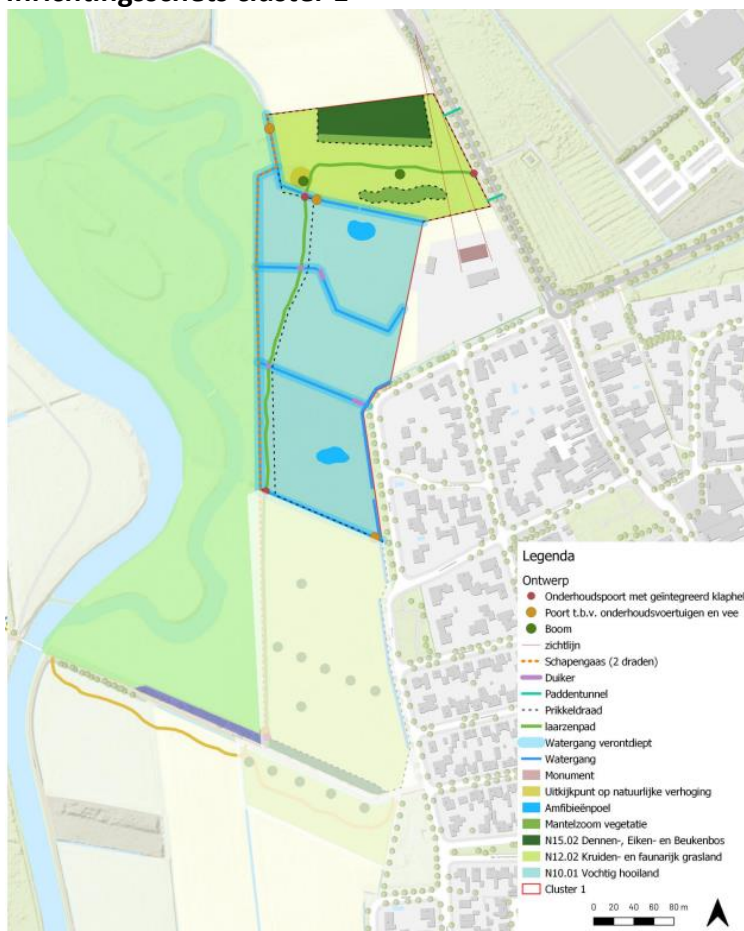 Inrichtingsschets cluster 1
Legenda
Ontwerp
Onderhoudspoort met geïntegreerd klaphek
Poort t.b.v. onderhoudsvoertuigen en vee
Boom
zichtlijn
Schapengaas (2 draden)
Duiker
Paddentunnel
Prikkeldraad
laarzenpad
Watergang verontdiept
Watergang
Monument
Uitkijkpunt op natuurlijke verhoging
Amfibieënpoel
Mantelzoom vegetatie
N15.02 Dennen-, Eiken- en Beukenbos
N12.02 Kruiden- en faunarijk grasland
N10.01 Vochtig hooiland
Cluster 1
0 20 40 60 80 m